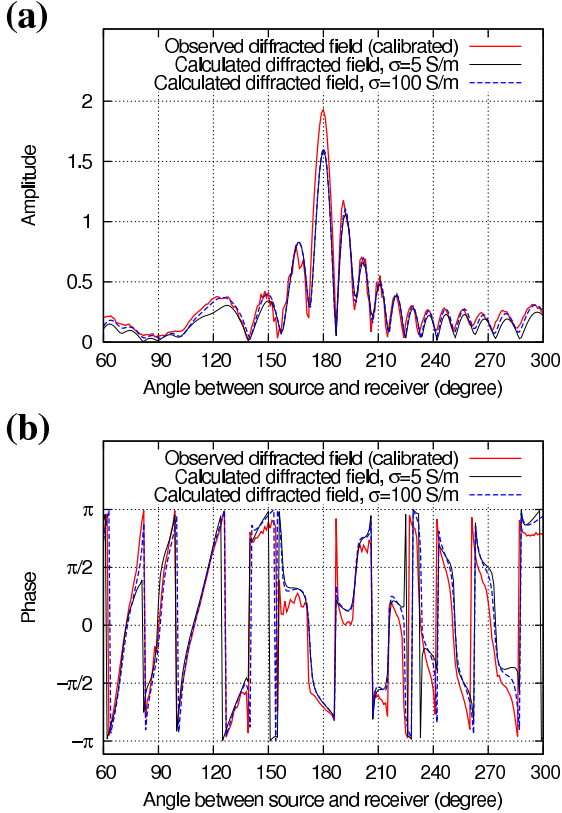 (a)
Observed diffracted field (calibrated)
Calculated diffracted field, σ=5 S/m
Calculated diffracted field, σ=100 S/m
2
1.5
1
0.5
0
Amplitude
60 90 120 150 180 210 240 270 300
Angle between source and receiver (degree)
(b)
Observed diffracted field (calibrated)
Calculated diffracted field, σ=5 S/m
Calculated diffracted field, σ=100 S/m
π
π/2
0
−π/2
−π
Phase
60 90 120 150 180 210 240 270 300
Angle between source and receiver (degree)